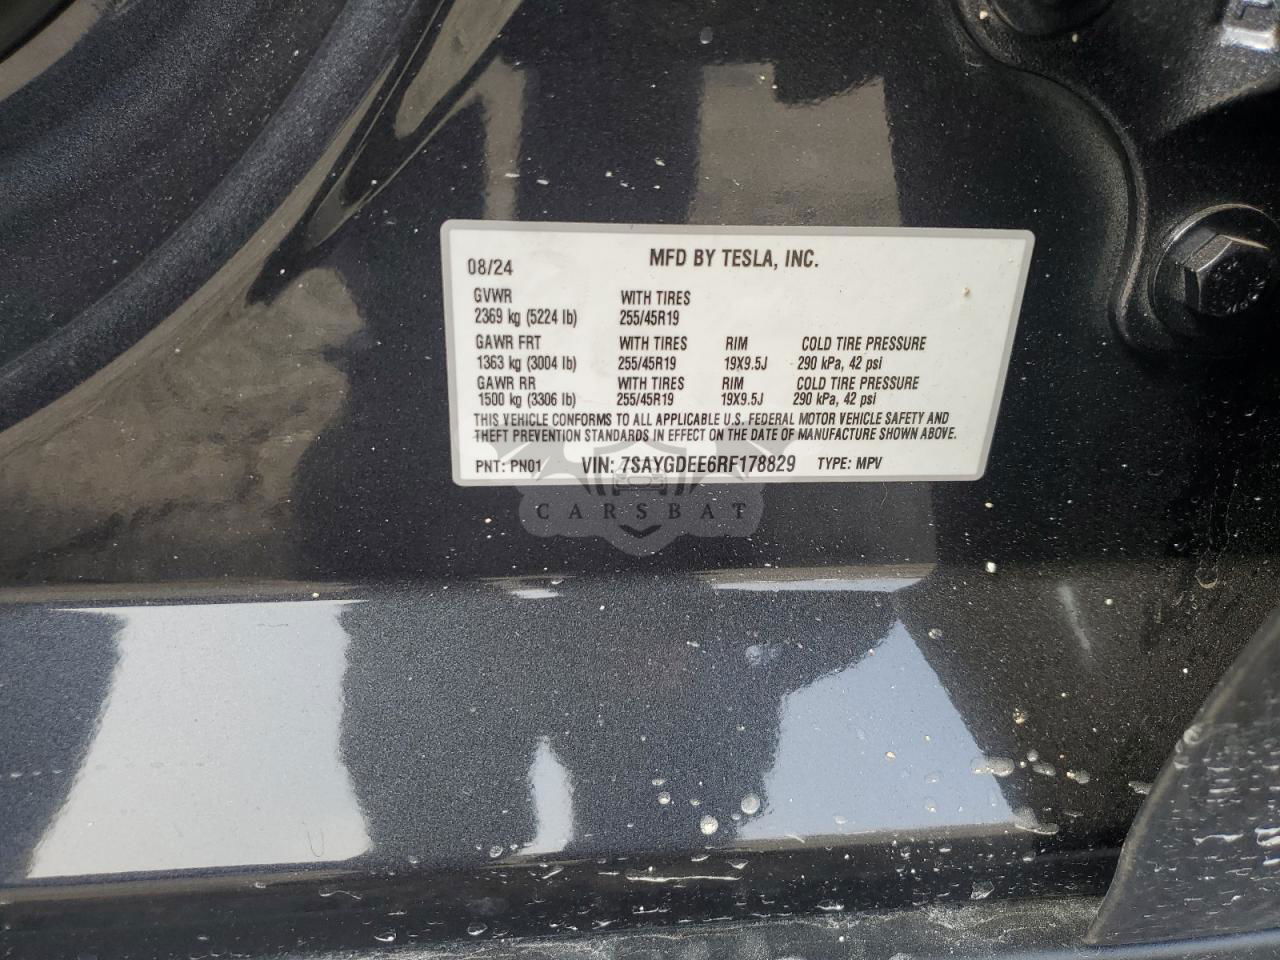 08/24 MFD BY TESLA, INC.
GVWR WITH TIRES
2369 kg (5224 lb) 255/45R19
GAWR FRT WITH TIRES RIM COLD TIRE PRESSURE
1363 kg (3004 lb) 255/45R19 19X9.5J 290 kPa, 42 psi
GAWR RR WITH TIRES RIM COLD TIRE PRESSURE
1500 kg (3306 lb) 255/45R19 19X9.5J 290 kPa, 42 psi
THIS VEHICLE CONFORMS TO ALL APPLICABLE U.S. FEDERAL MOTOR VEHICLE SAFETY AND
THEFT PREVENTION STANDARDS IN EFFECT ON THE DATE OF MANUFACTURE SHOWN ABOVE.
PNT: PN01 VIN: 7SAYGDEE6RF178829 TYPE: MPV
CARSBAT